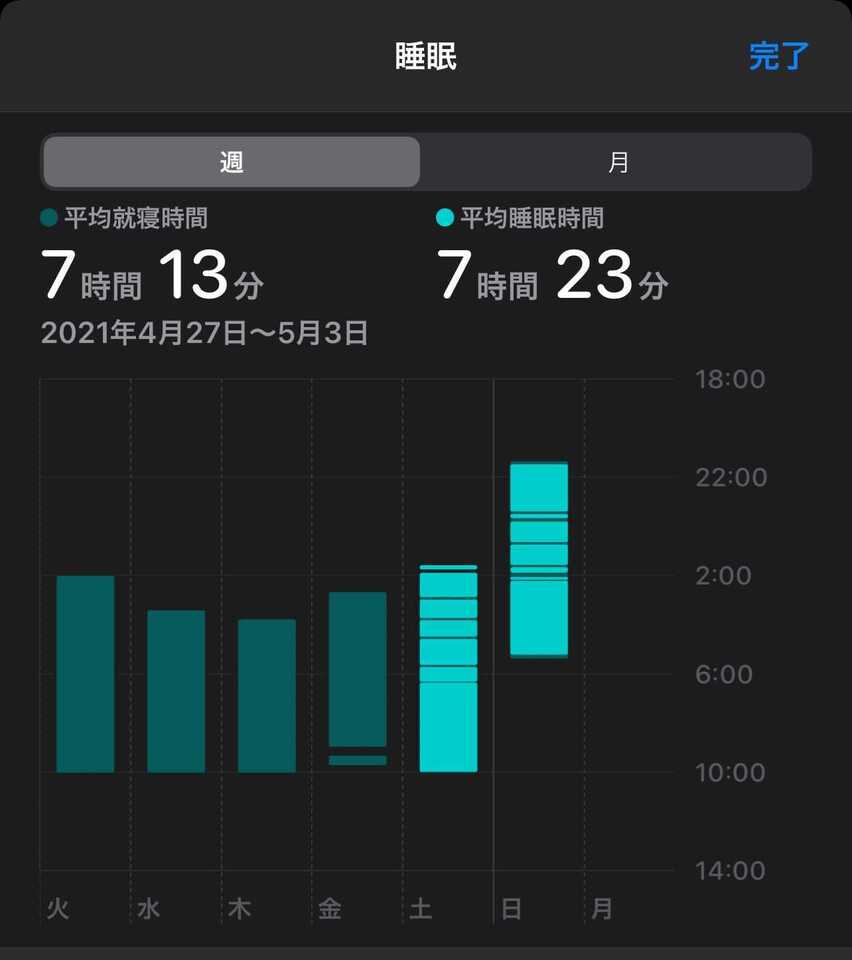 睡眠
完了
週
月
平均就寝時間
平均睡眠時間
7時間 13分
7時間 23分
2021年4月27日〜5月3日
18:00
22:00
2:00
6:00
10:00
14:00
火 水 木 金 土 日 月